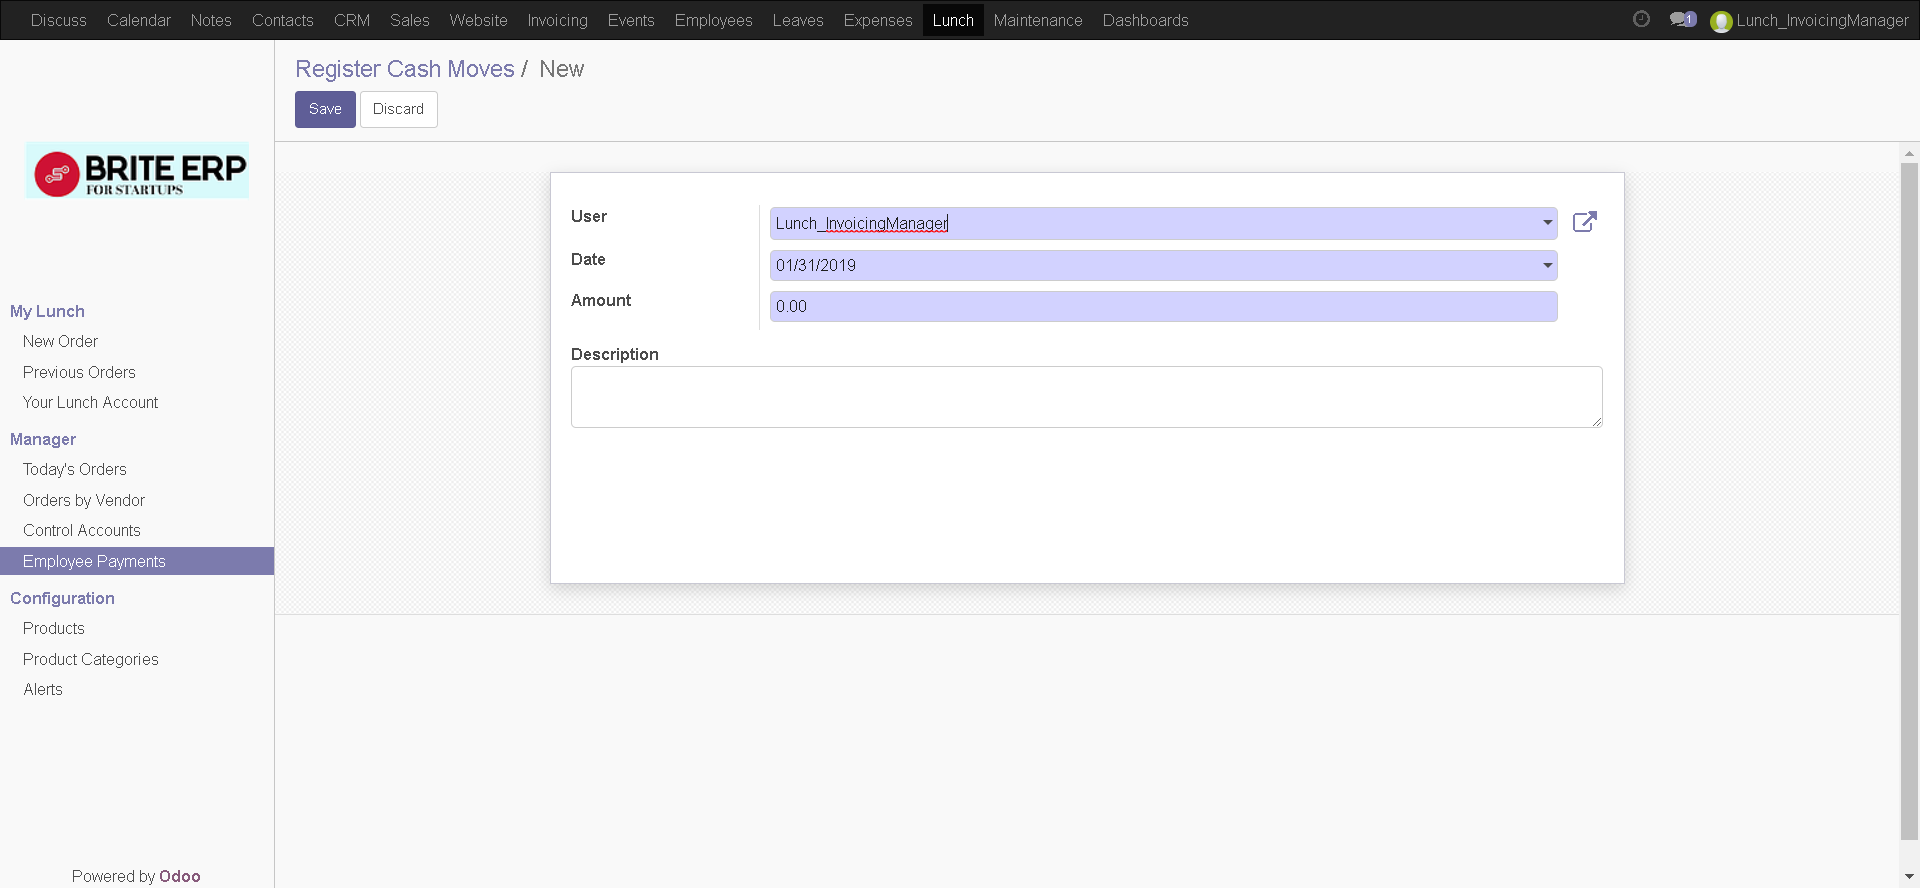 Discuss Calendar Notes Contacts CRM Sales Website Invoicing Events Employees Leaves Expenses Lunch Maintenance Dashboards 1 Lunch_InvoicingManager
Register Cash Moves / New
Save Discard
BRITE ERP
FOR STARTUPS
My Lunch
New Order
Previous Orders
Your Lunch Account
Manager
Today's Orders
Orders by Vendor
Control Accounts
Employee Payments
Configuration
Products
Product Categories
Alerts
Powered by Odoo
User Lunch_InvoicingManager
Date 01/31/2019
Amount 0.00
Description